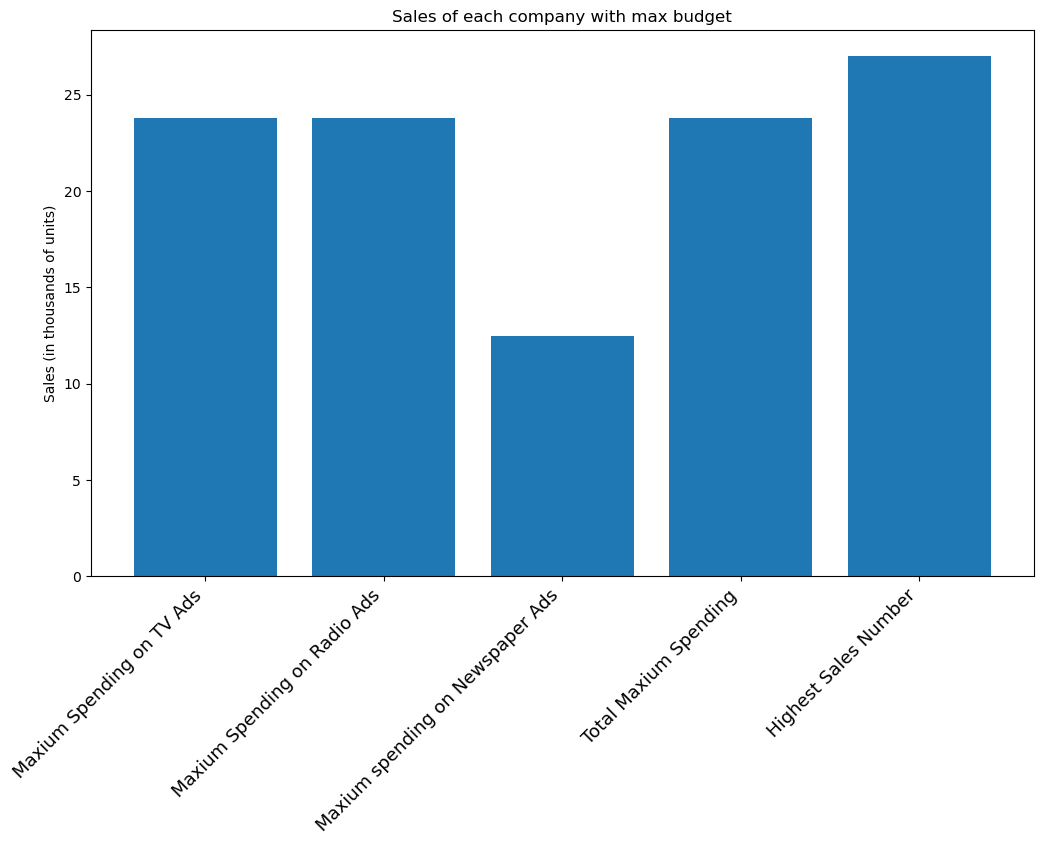 Sales of each company with max budget
Sales (in thousands of units)
25
20
15
10
5
0
Maxium Spending on TV Ads
Maxium Spending on Radio Ads
Maxium spending on Newspaper Ads
Total Maxium Spending
Highest Sales Number